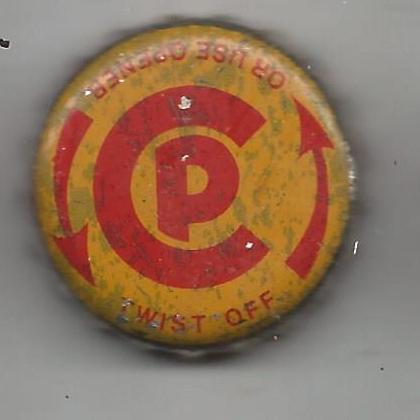 OR USE OPENER
CP
TWIST OFF